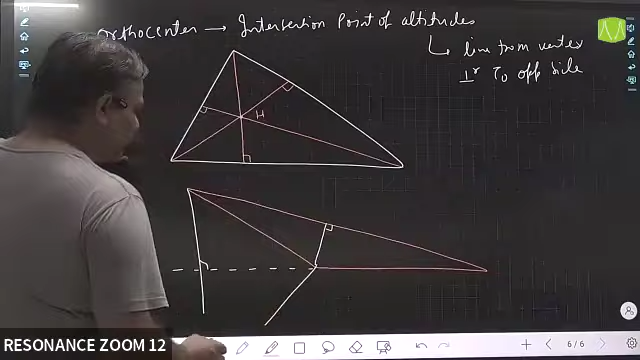 orthocenter → Intersection Point of altitudes
line from vertex
⊥r To opp side
H
6/6
RESONANCE ZOOM 12